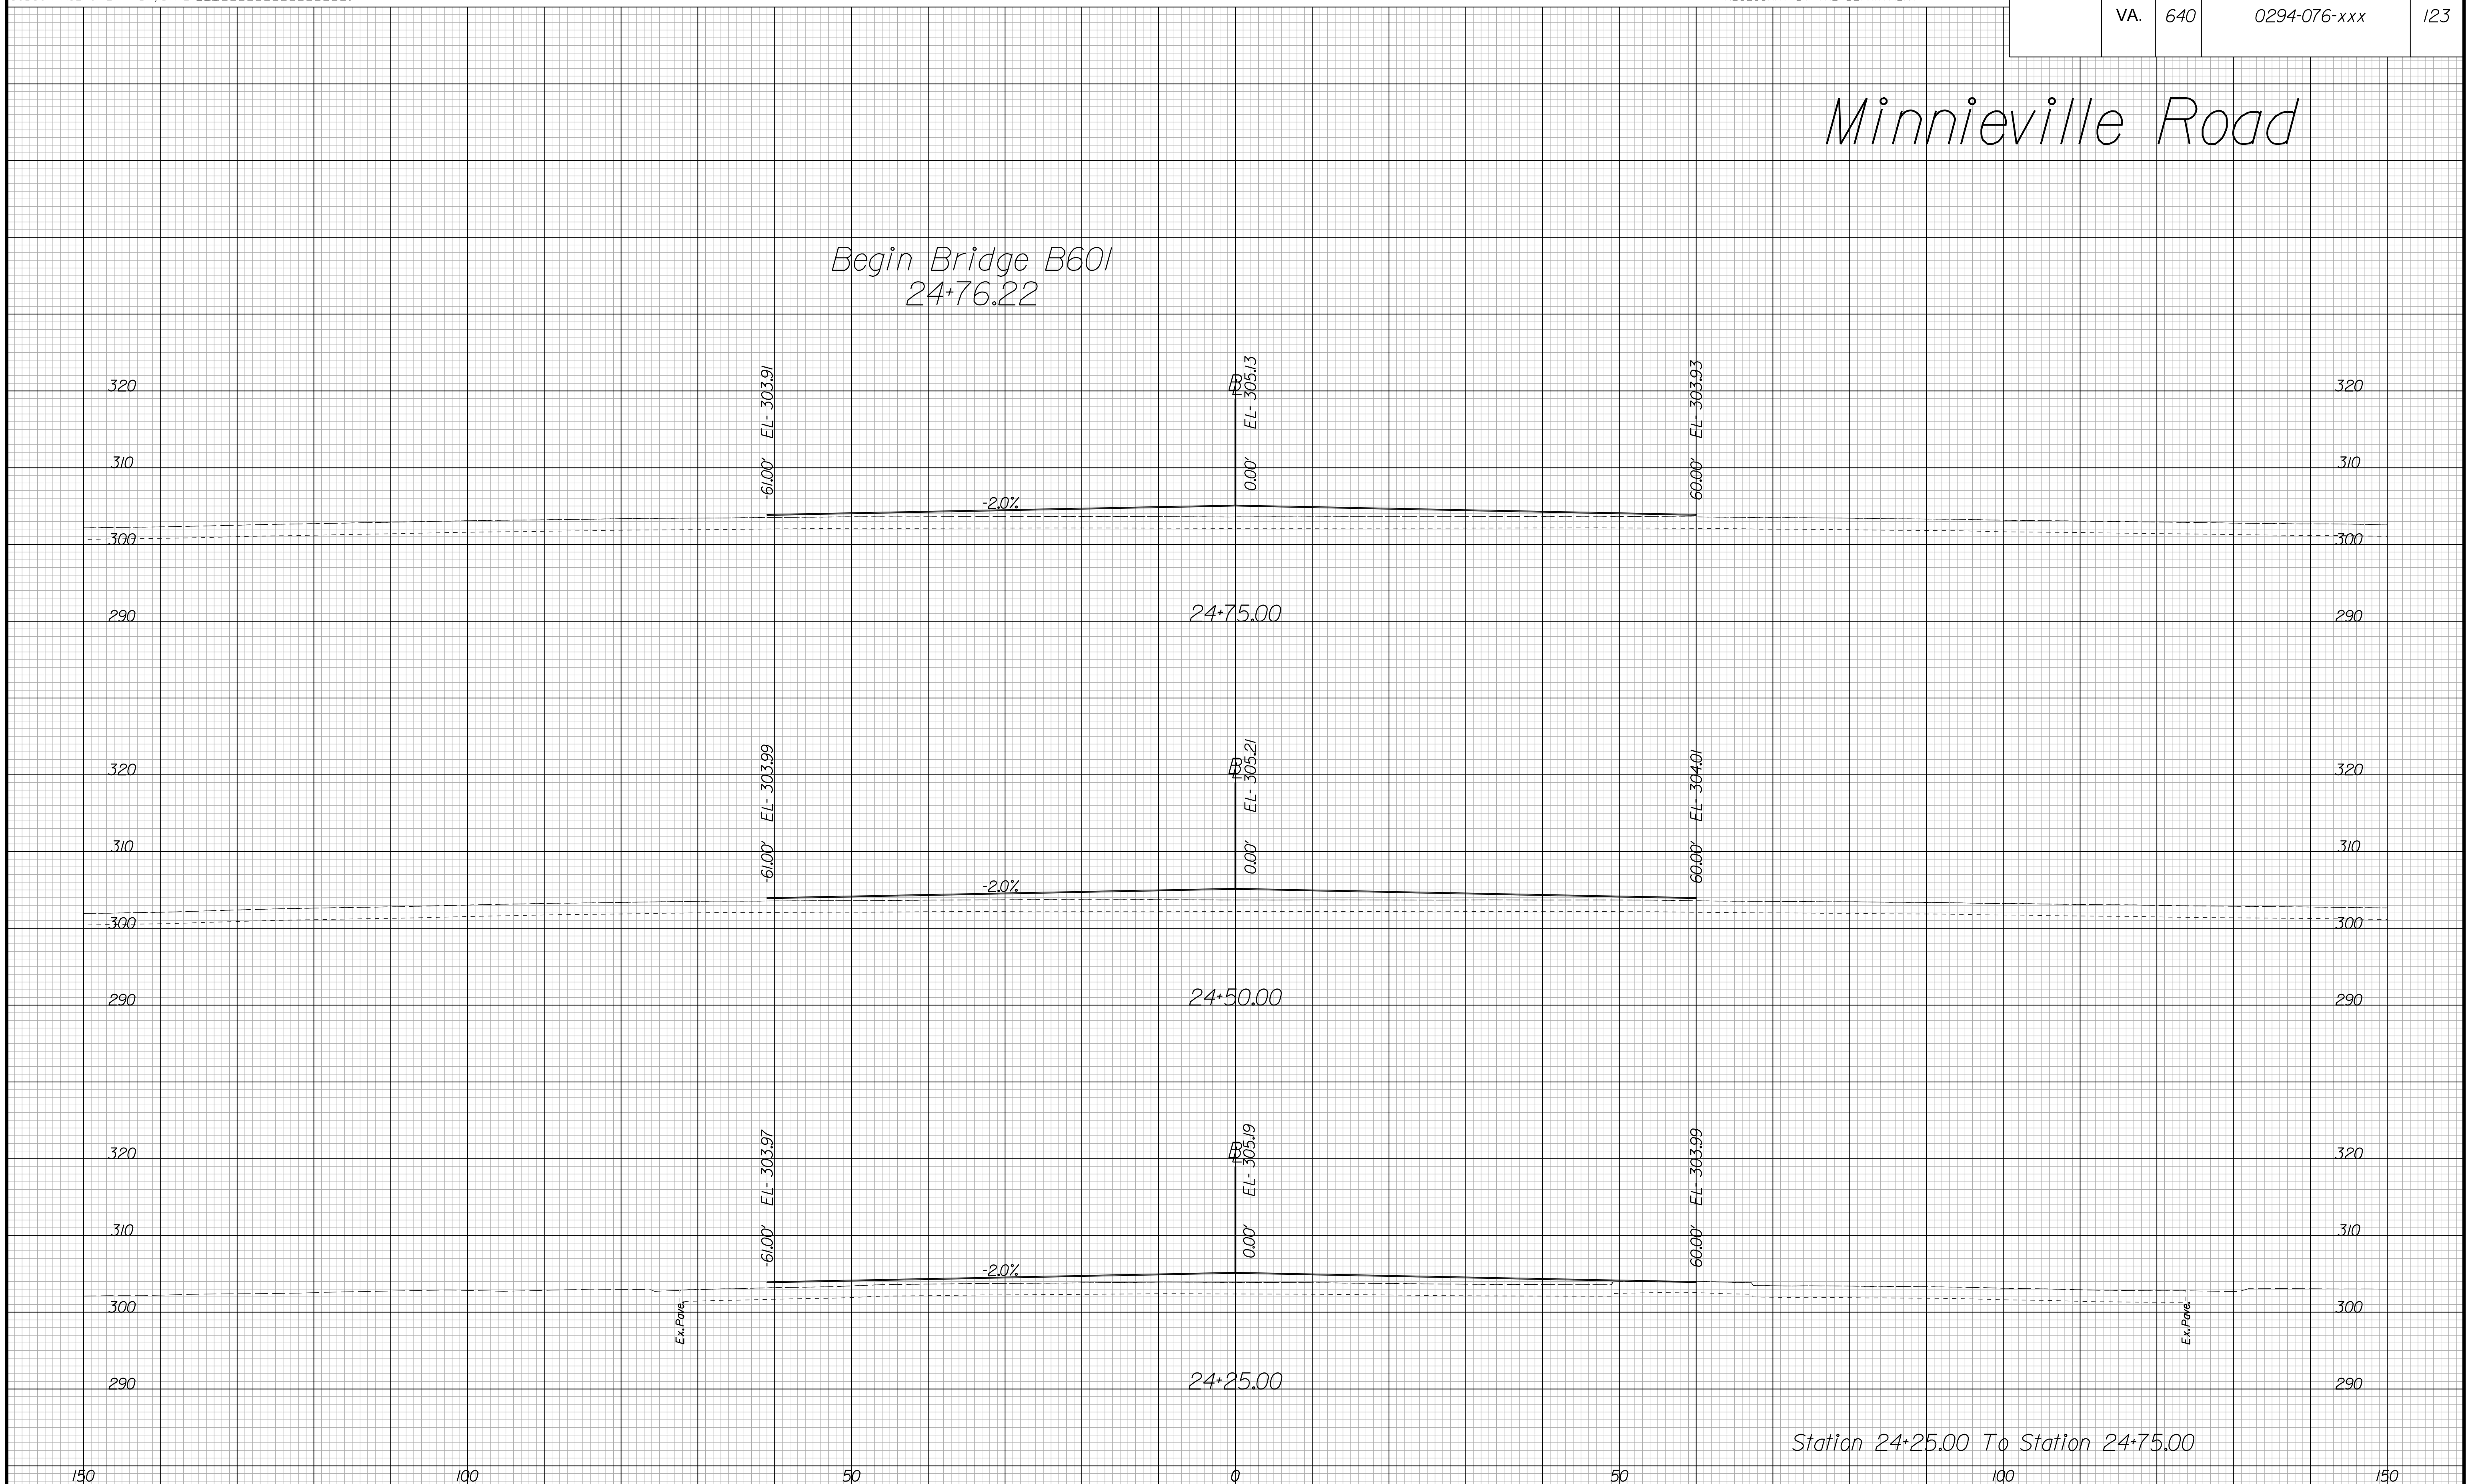 VA. 640 0294-076-xxx 123
Minnieville Road
Begin Bridge B601
24+76.22
-61.00' EL- 303.91
0.00' EL- 305.13
60.00' EL- 303.93
320 320
310 310
-2.0%
300 300
290 24+75.00 290
-61.00' EL- 303.99
0.00' EL- 305.21
60.00' EL- 304.01
320 320
310 310
-2.0%
300 300
290 24+50.00 290
-61.00' EL- 303.97
0.00' EL- 305.19
60.00' EL- 303.99
320 320
310 310
-2.0%
300 300
Ex.Pave. Ex.Pave.
290 24+25.00 290
Station 24+25.00 To Station 24+75.00
150 100 50 0 50 100 150